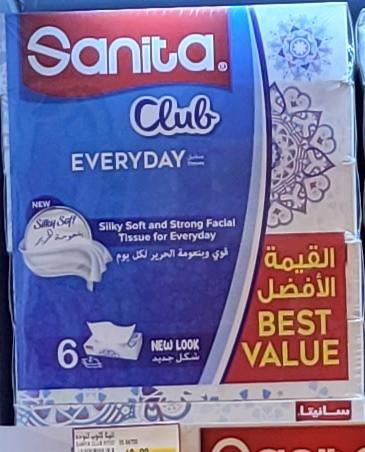 Sanita®
Club
EVERYDAY
NEW
Silky Soft
Silky Soft and Strong Facial
Tissue for Everyday
قوي وبنعومة الحرير لكل يوم
6
NEW LOOK
شكل جديد
القيمة
الأفضل
BEST
VALUE
سانيتا